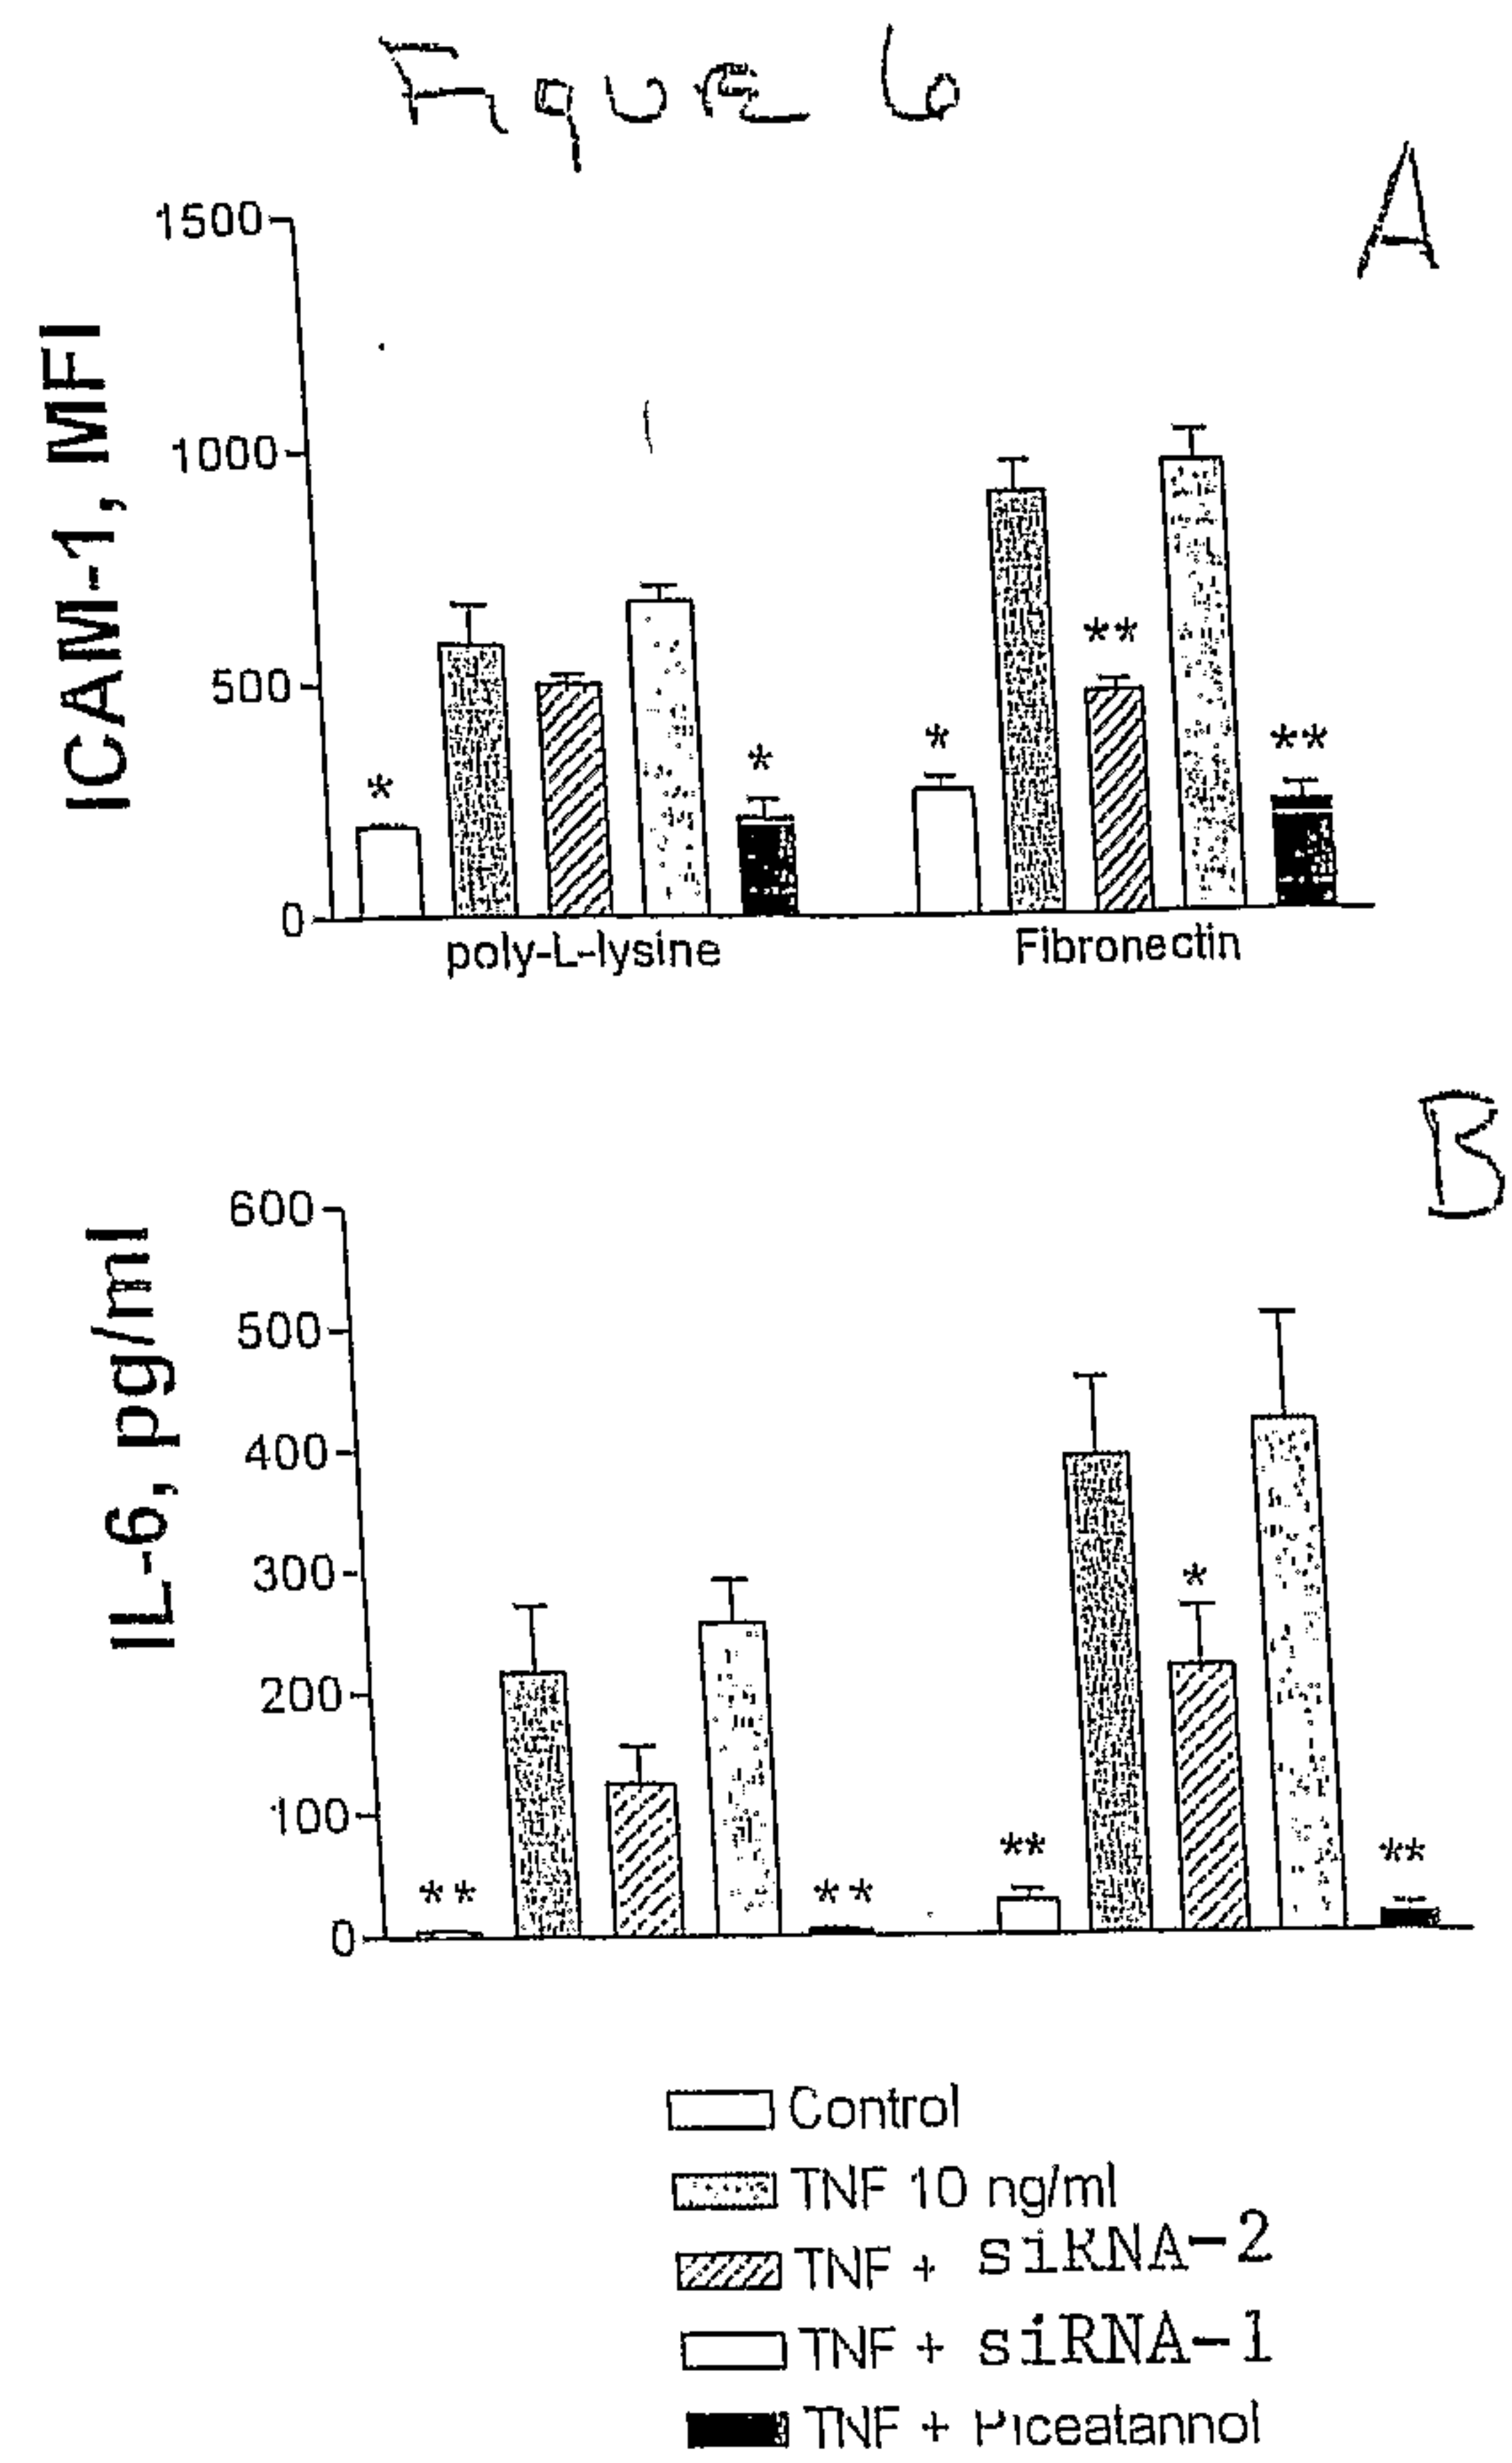 Figure 6
A
1500
1000
500
0
ICAM-1, MFI
*
*
*
**
**
poly-L-lysine
Fibronectin
B
600
500
400
300
200
100
0
IL-6, pg/ml
**
**
**
*
**
Control
TNF 10 ng/ml
TNF + siRNA-2
TNF + siRNA-1
TNF + Piceatannol